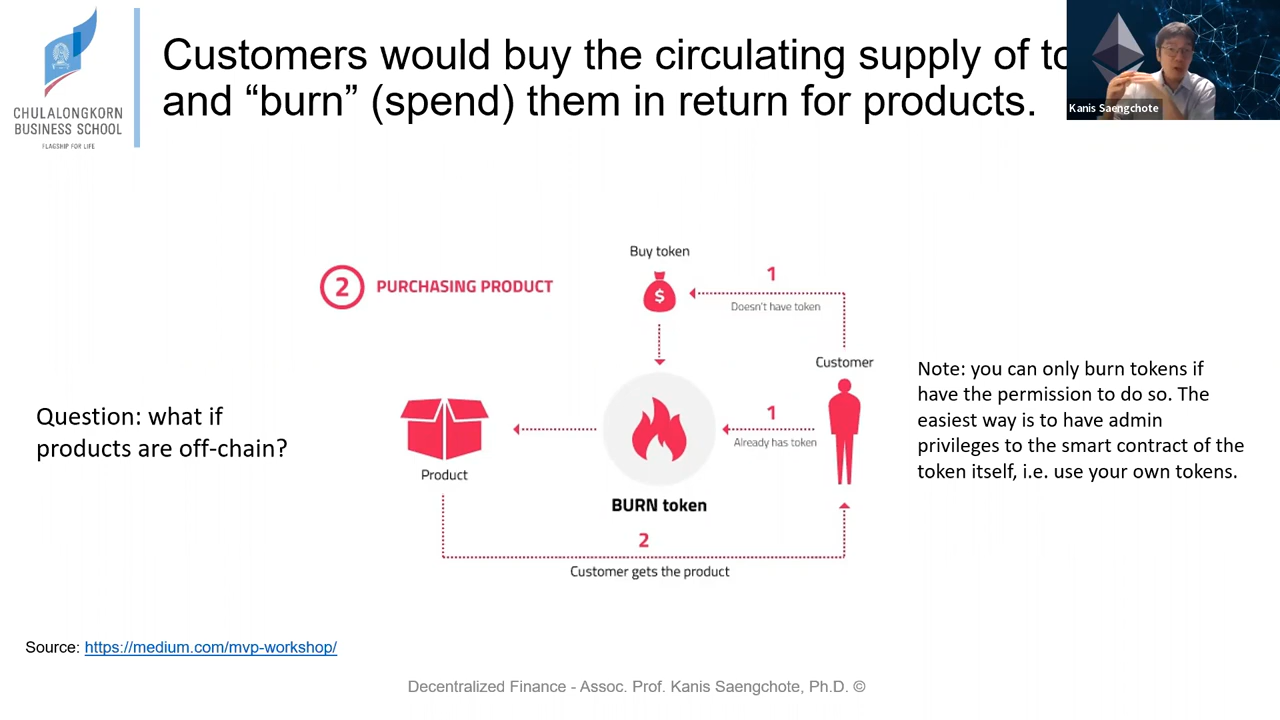 CHULALONGKORN
BUSINESS SCHOOL
FLAGSHIP FOR LIFE
Customers would buy the circulating supply of
and “burn” (spend) them in return for products.
Kanis Saengchote
Buy token
2
PURCHASING PRODUCT
1
$
Doesn't have token
Customer
Note: you can only burn tokens if
have the permission to do so. The
easiest way is to have admin
privileges to the smart contract of the
token itself, i.e. use your own tokens.
Question: what if
products are off-chain?
1
Already has token
Product
BURN token
2
Customer gets the product
Source: https://medium.com/mvp-workshop/
Decentralized Finance - Assoc. Prof. Kanis Saengchote, Ph.D. ©